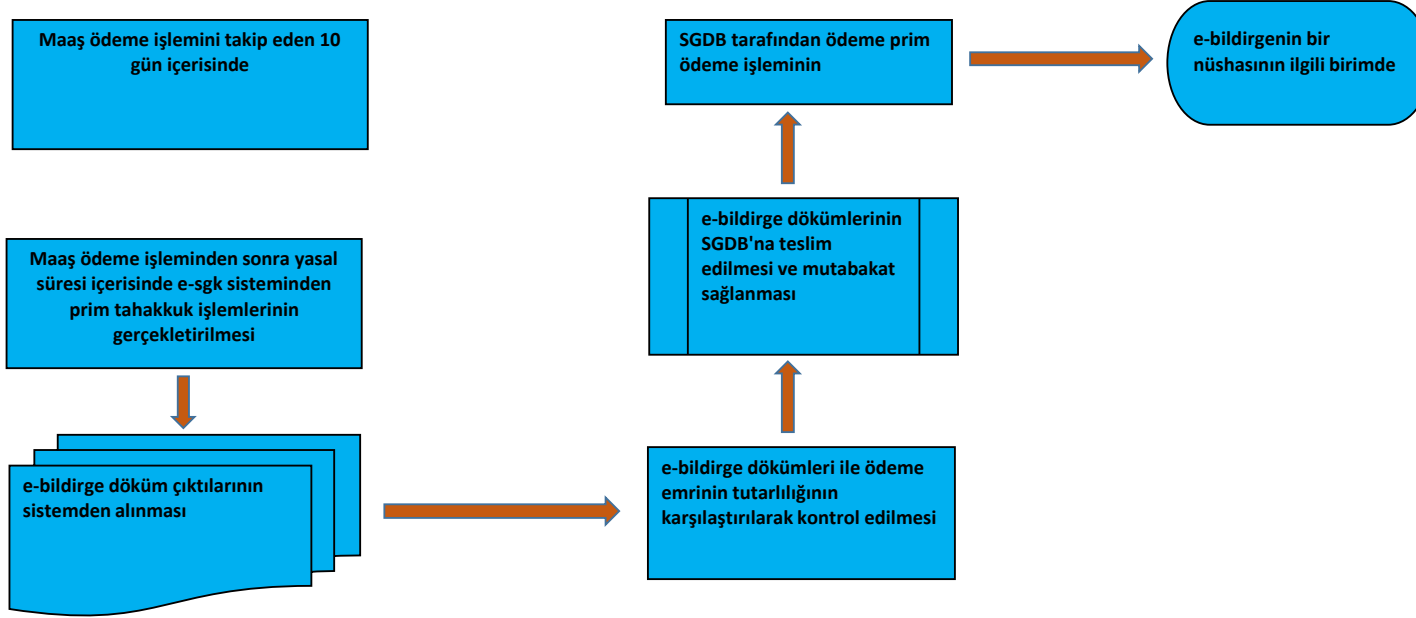 Maaş ödeme işlemini takip eden 10
gün içerisinde
Maaş ödeme işleminden sonra yasal
süresi içerisinde e-sgk sisteminden
prim tahakkuk işlemlerinin
gerçekletirilmesi
e-bildirge döküm çıktılarının
sistemden alınması
e-bildirge dökümleri ile ödeme
emrinin tutarlılığının
karşılaştırılarak kontrol edilmesi
e-bildirge dökümlerinin
SGDB'na teslim
edilmesi ve mutabakat
sağlanması
SGDB tarafından ödeme prim
ödeme işleminin
e-bildirgenin bir
nüshasının ilgili birimde